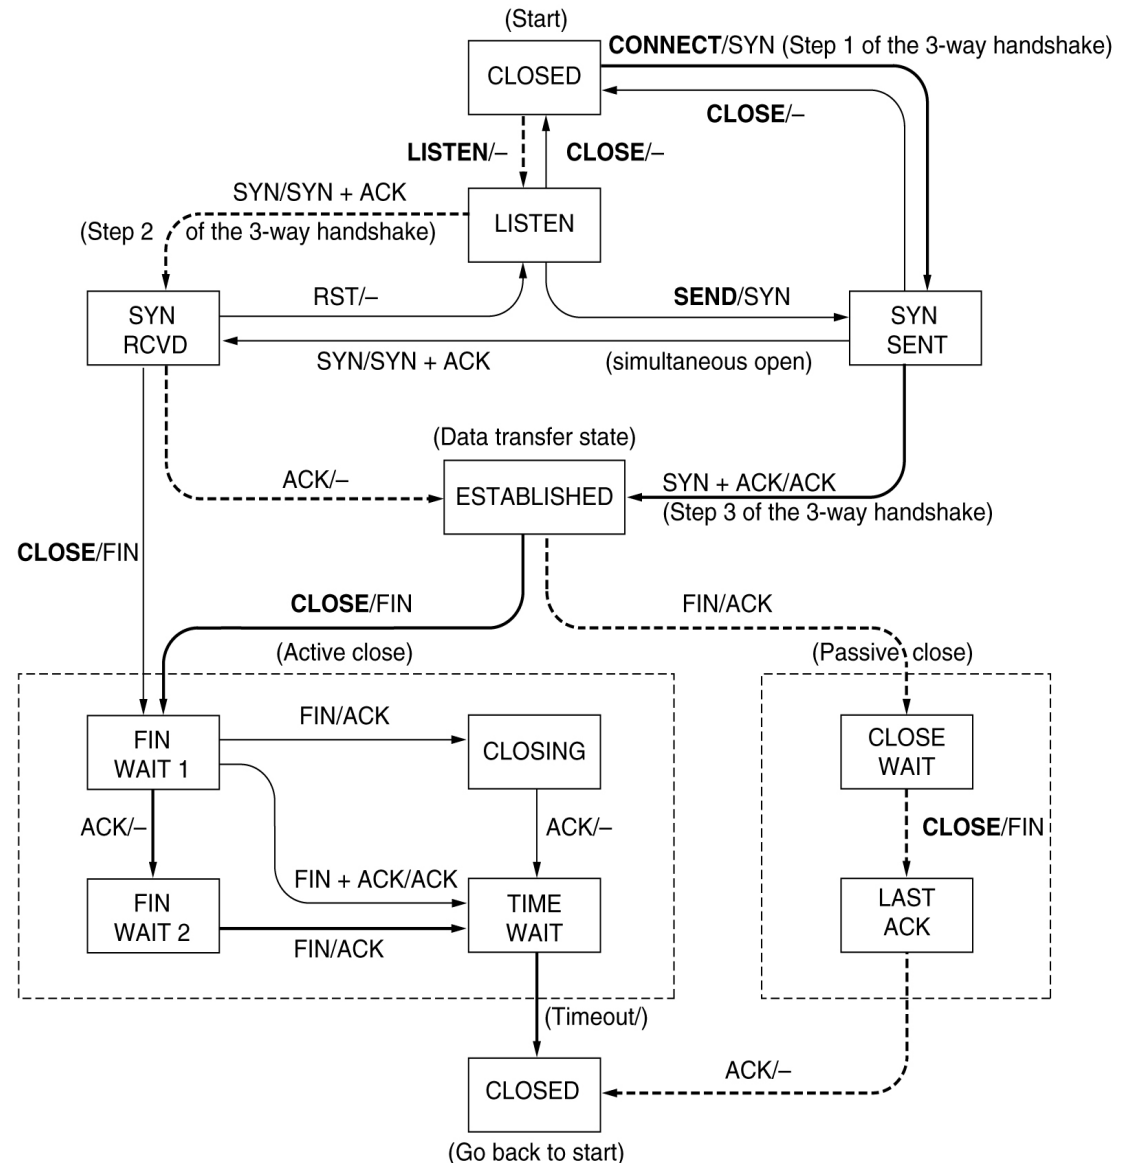 (Start)
CONNECT/SYN (Step 1 of the 3-way handshake)
CLOSED
CLOSE/–
LISTEN/–
CLOSE/–
SYN/SYN + ACK
(Step 2 of the 3-way handshake)
LISTEN
RST/–
SEND/SYN
SYN
RCVD
SYN
SENT
SYN/SYN + ACK
(simultaneous open)
(Data transfer state)
ACK/–
ESTABLISHED
SYN + ACK/ACK
(Step 3 of the 3-way handshake)
CLOSE/FIN
CLOSE/FIN
FIN/ACK
(Active close)
(Passive close)
FIN/ACK
FIN
WAIT 1
CLOSING
CLOSE
WAIT
ACK/–
ACK/–
CLOSE/FIN
FIN + ACK/ACK
FIN
WAIT 2
TIME
WAIT
LAST
ACK
FIN/ACK
(Timeout/)
ACK/–
CLOSED
(Go back to start)